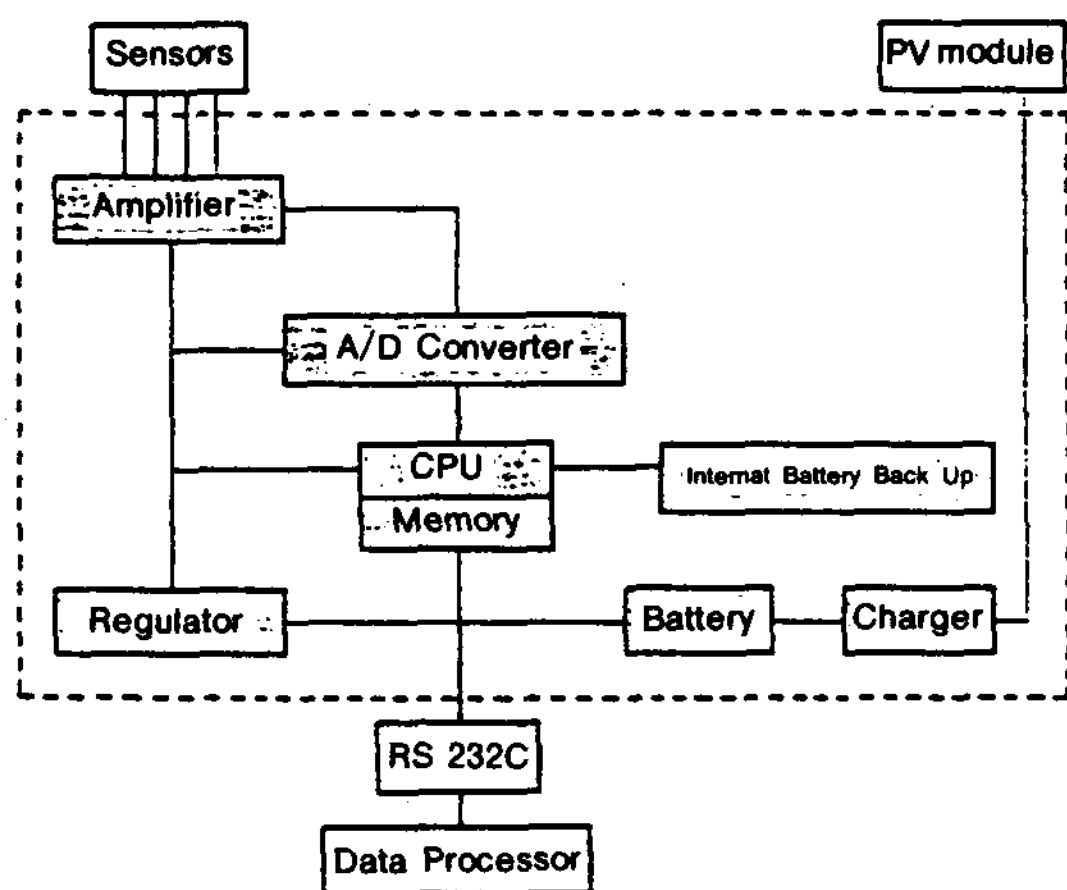 Sensors
PV module
Amplifier
A/D Converter
CPU
Internal Battery Back Up
Memory
Regulator
Battery
Charger
RS 232C
Data Processor